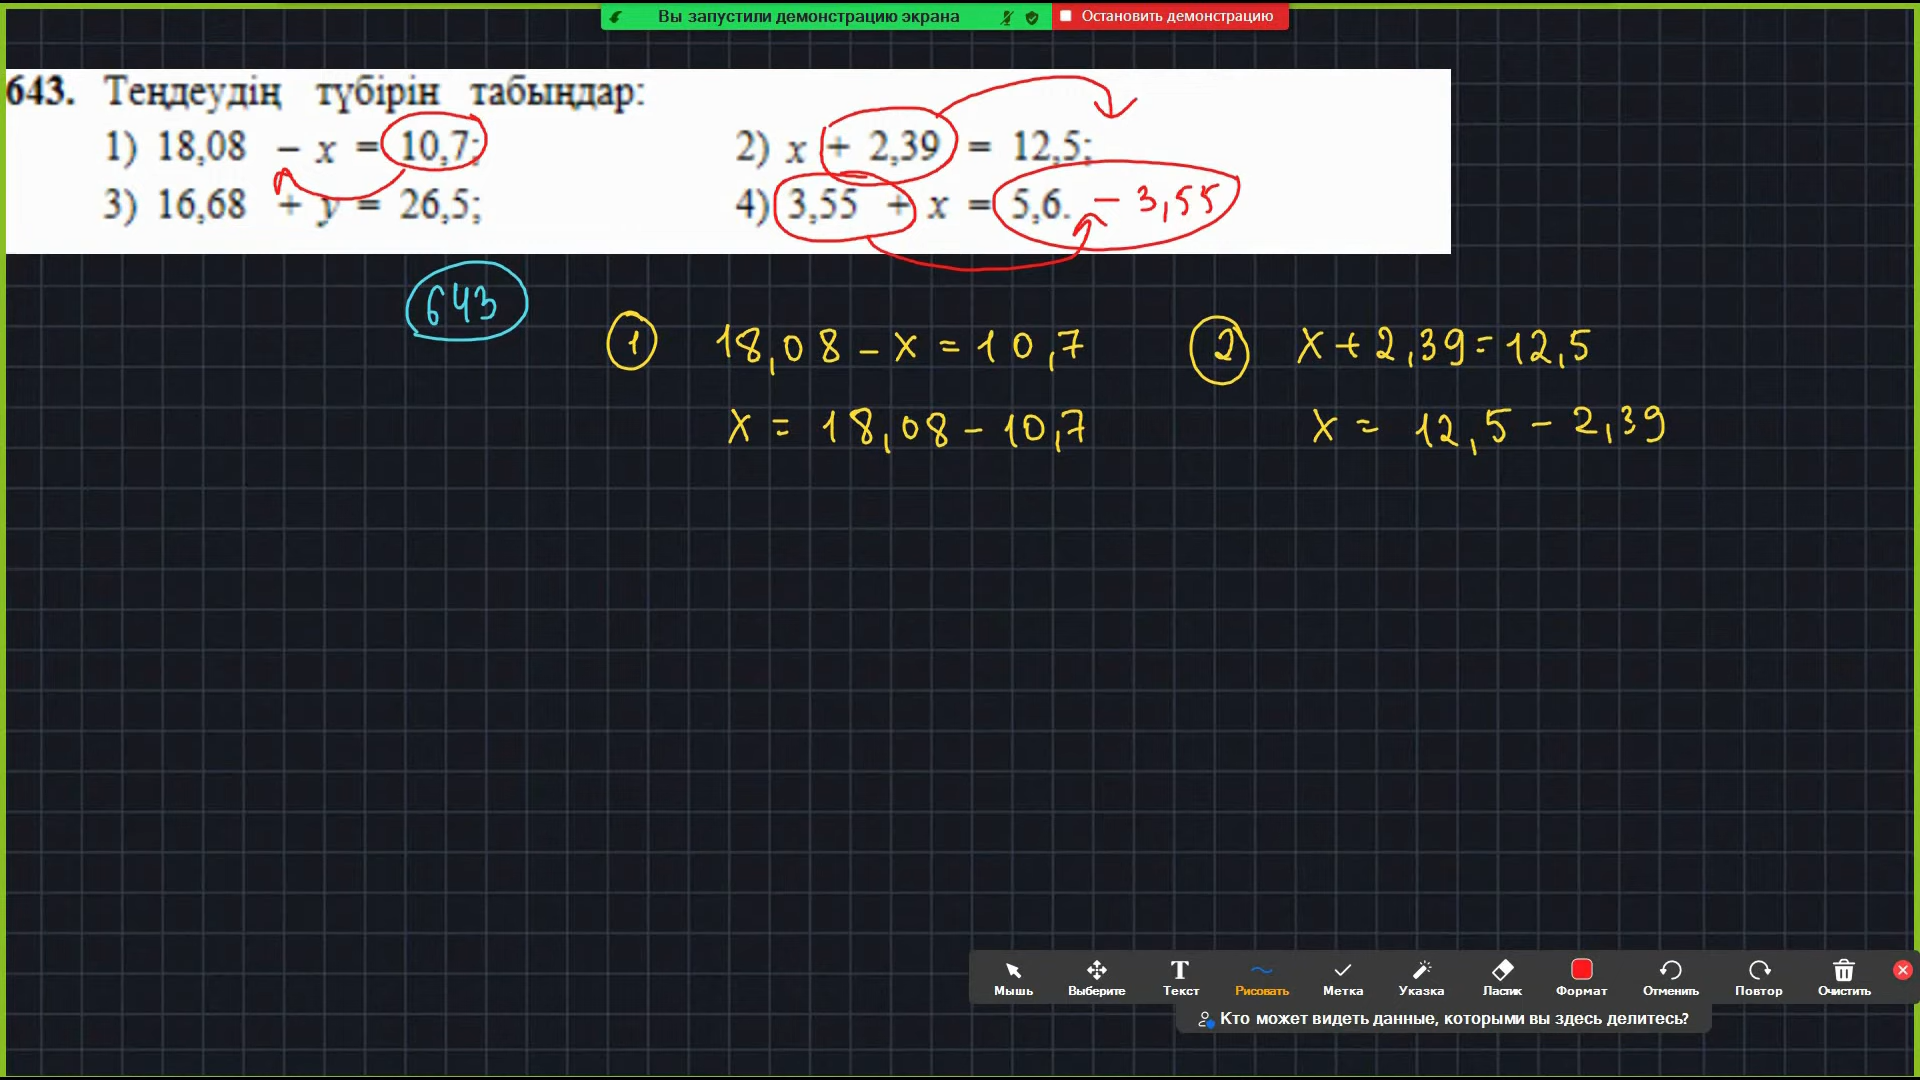 Вы запустили демонстрацию экрана Остановить демонстрацию
643. Теңдеудің түбірін табыңдар:
1) 18,08 − x = 10,7; 2) x + 2,39 = 12,5;
3) 16,68 + y = 26,5; 4) 3,55 + x = 5,6. − 3,55
643
1 18,08 − x = 10,7 2 x + 2,39 = 12,5
x = 18,08 − 10,7 x = 12,5 − 2,39
Мышь Выберите Текст Рисовать Метка Указка Ластик Формат Отменить Повтор Очистить
Кто может видеть данные, которыми вы здесь делитесь?